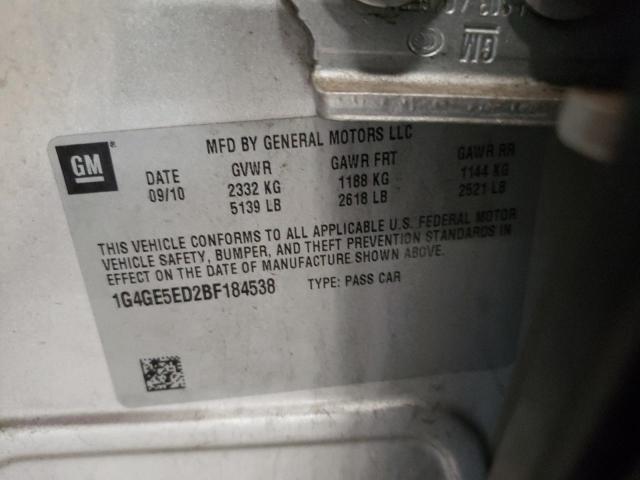 GM
MFD BY GENERAL MOTORS LLC
DATE GVWR GAWR FRT GAWR RR
09/10 2332 KG 1188 KG 1144 KG
5139 LB 2618 LB 2521 LB
THIS VEHICLE CONFORMS TO ALL APPLICABLE U.S. FEDERAL MOTOR
VEHICLE SAFETY, BUMPER, AND THEFT PREVENTION STANDARDS IN
EFFECT ON THE DATE OF MANUFACTURE SHOWN ABOVE.
1G4GE5ED2BF184538 TYPE: PASS CAR
GM